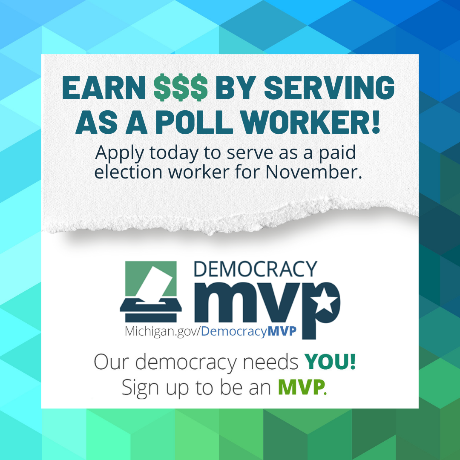 EARN $$$ BY SERVING
AS A POLL WORKER!
Apply today to serve as a paid
election worker for November.
DEMOCRACY
mvp
Michigan.gov/DemocracyMVP
Our democracy needs YOU!
Sign up to be an MVP.